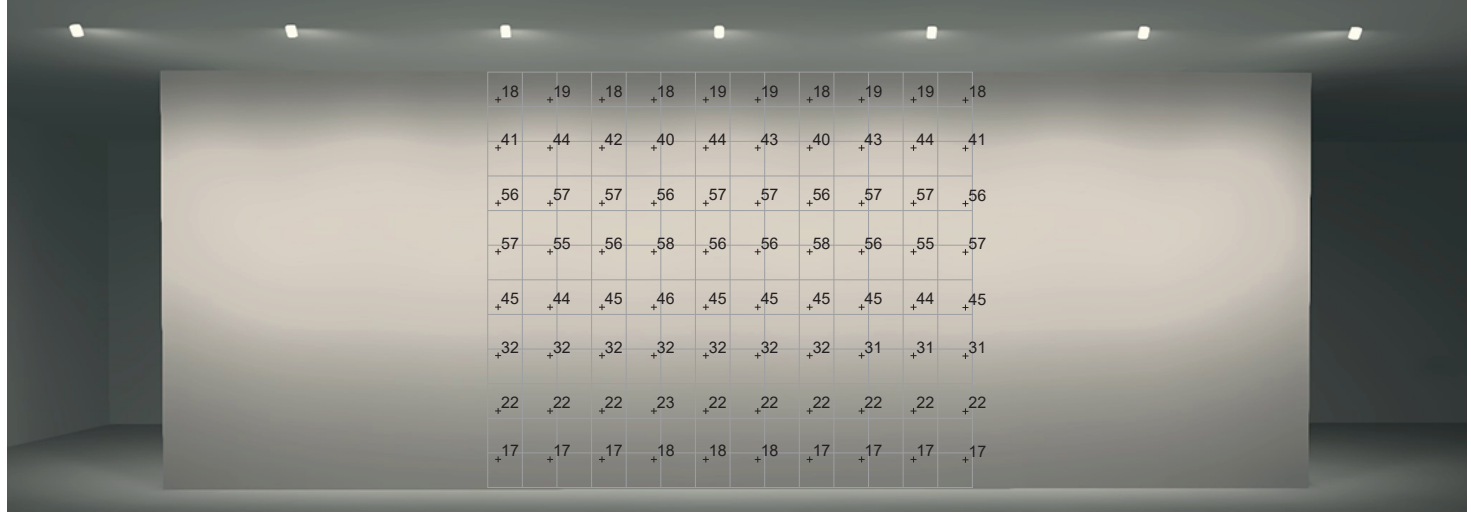 18 19 18 18 19 19 18 19 19 18
41 44 42 40 44 43 40 43 44 41
56 57 57 56 57 57 56 57 57 56
57 55 56 58 56 56 58 56 55 57
45 44 45 46 45 45 45 45 44 45
32 32 32 32 32 32 32 31 31 31
22 22 22 23 22 22 22 22 22 22
17 17 17 18 18 18 17 17 17 17